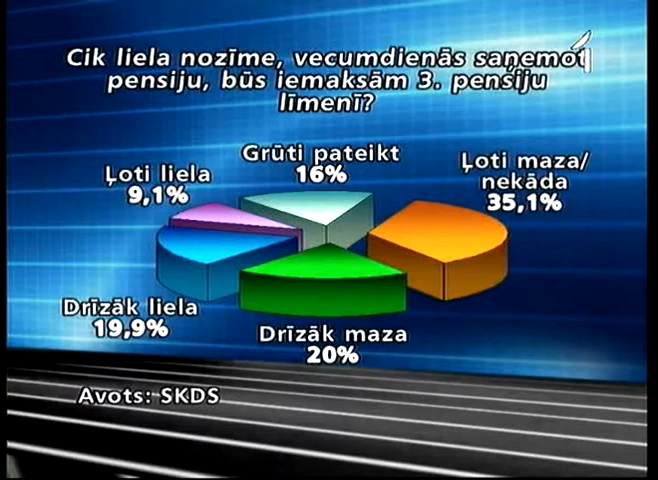 Cik liela nozīme, vecumdienās saņemot
pensiju, būs iemaksām 3. pensiju
līmenī?
Grūti pateikt
16%
Ļoti liela
9,1%
Ļoti maza/
nekāda
35,1%
Drīzāk liela
19,9%
Drīzāk maza
20%
Avots: SKDS
1